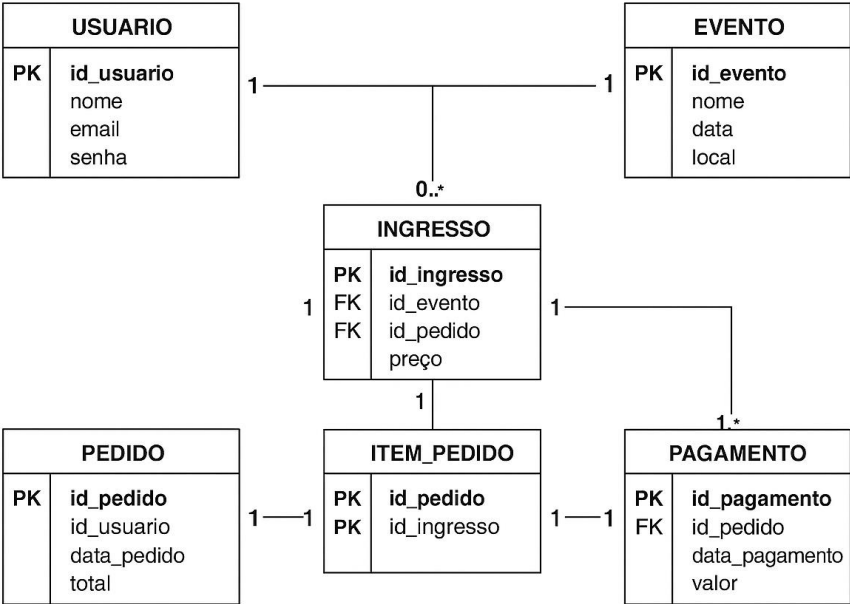 USUARIO
PK id_usuario
nome
email
senha
EVENTO
PK id_evento
nome
data
local
1
1
0..*
INGRESSO
PK id_ingresso
FK id_evento
FK id_pedido
preço
1
1
1
1.*
PEDIDO
PK id_pedido
id_usuario
data_pedido
total
1
1
ITEM_PEDIDO
PK id_pedido
PK id_ingresso
1
1
PAGAMENTO
PK id_pagamento
FK id_pedido
data_pagamento
valor